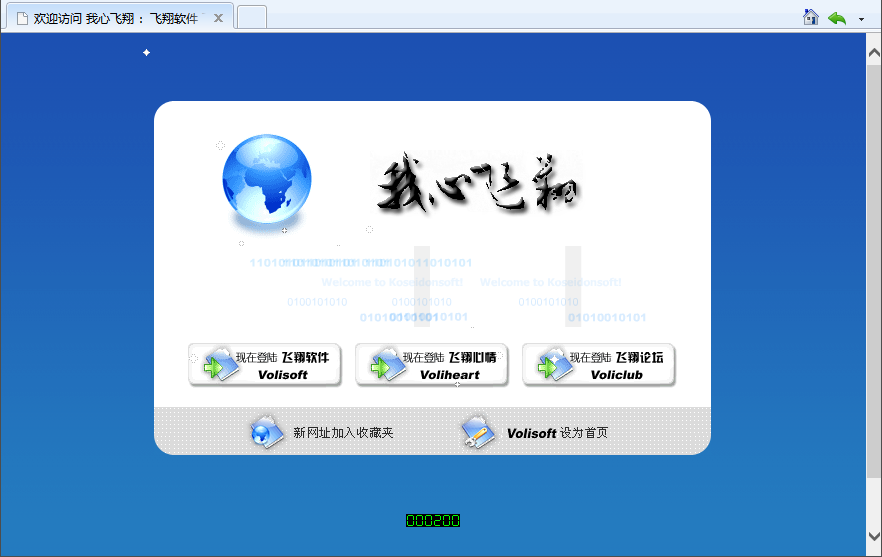 欢迎访问 我心飞翔 ： 飞翔软件
我心飞翔
11010101010101
Welcome to Koseidonsoft! Welcome to Koseidonsoft!
0100101010 0100101010 0100101010
01010010101
现在登陆 飞翔软件
Volisoft
现在登陆 飞翔心情
Voliheart
现在登陆 飞翔论坛
Voliclub
新网址加入收藏夹
Volisoft 设为首页
000200